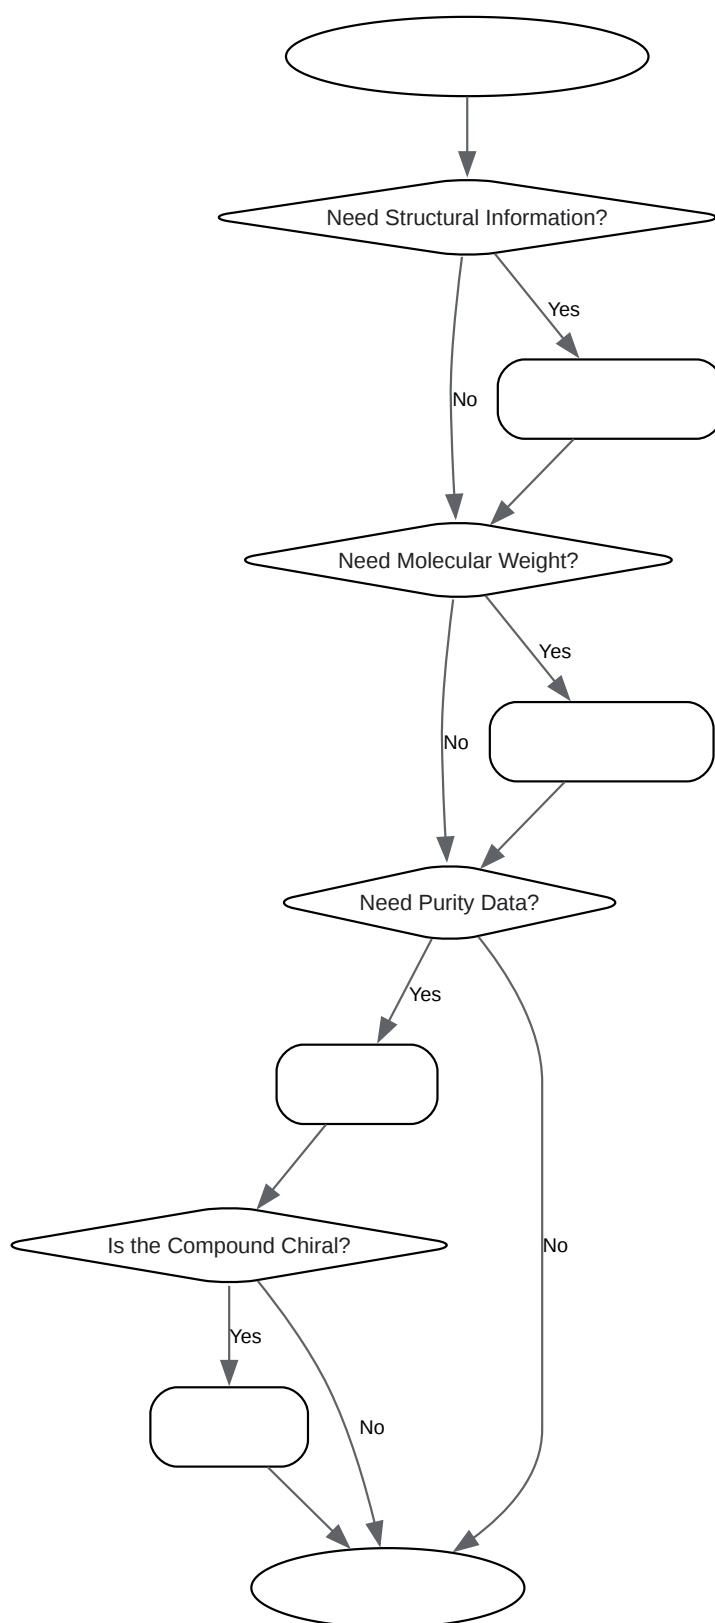 Need Structural Information?
Yes
No
Need Molecular Weight?
Yes
No
Need Purity Data?
Yes
Is the Compound Chiral?
No
Yes
No